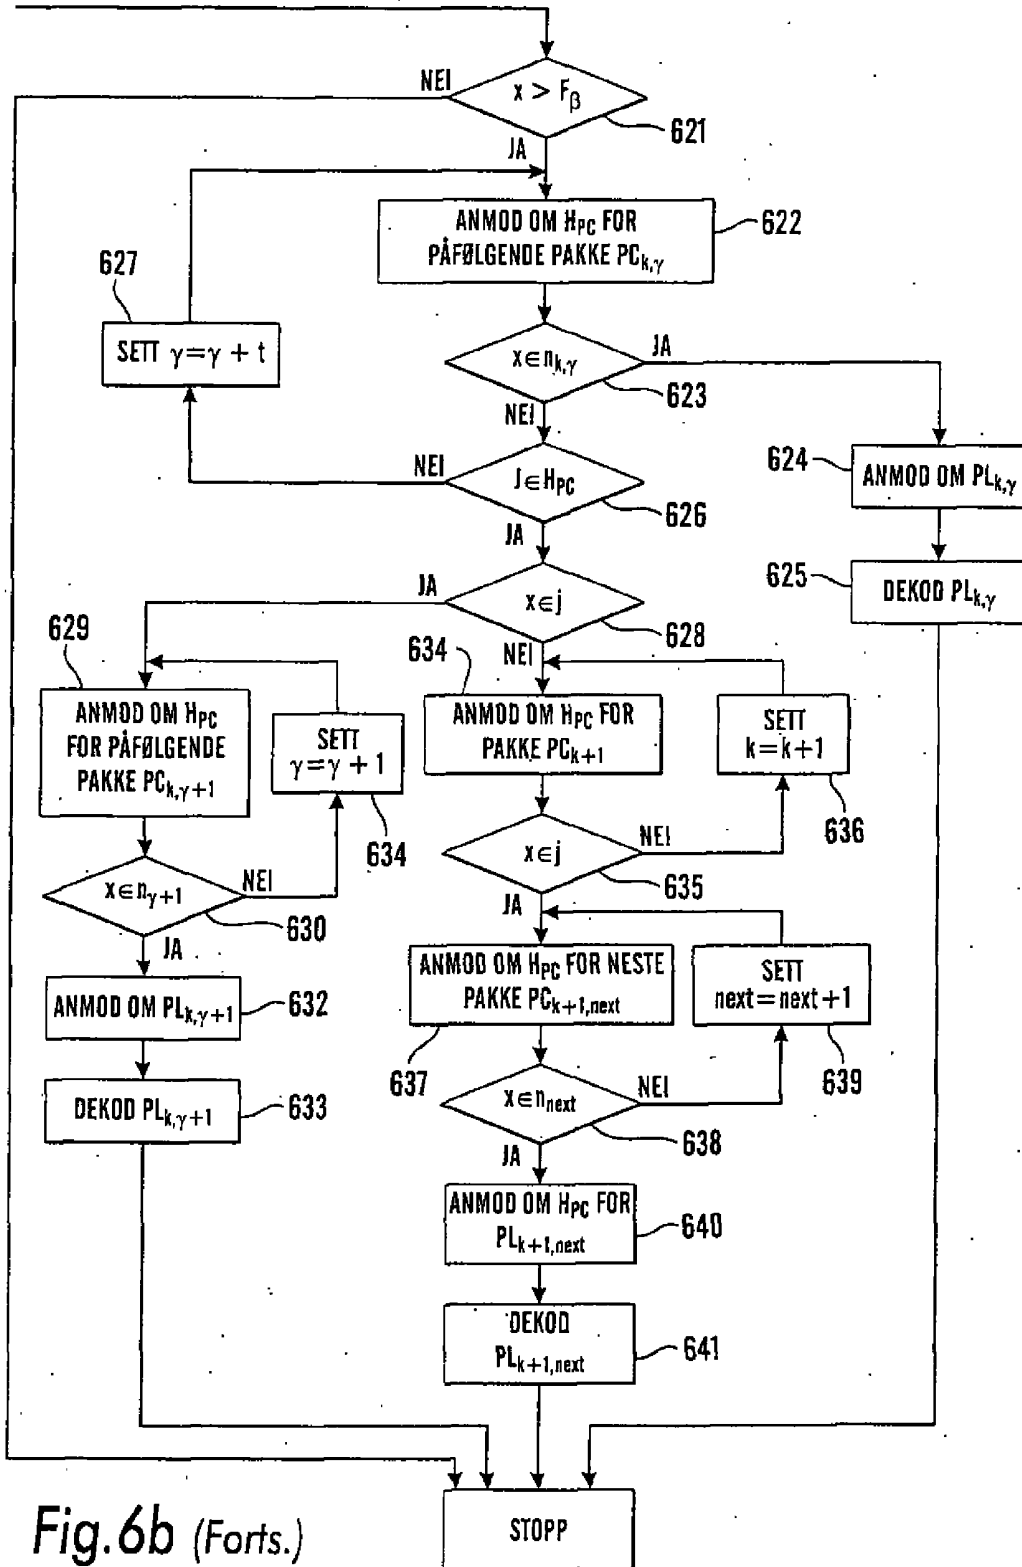 NEI
x > Fβ
621
JA
ANMOD OM HPC FOR
PÅFØLGENDE PAKKE PCk,γ
622
627
SETT γ=γ + t
x∈nk,γ
JA
623
NEI
NEI
J∈HPC
626
JA
624
ANMOD OM PLk,γ
625
DEKOD PLk,γ
JA
x∈j
628
NEI
629
ANMOD OM HPC
FOR PÅFØLGENDE
PAKKE PCk,γ+1
SETT
γ=γ+1
634
634
ANMOD OM HPC FOR
PAKKE PCk+1
SETT
k=k+1
636
x∈nγ+1
NEI
630
JA
x∈j
NEI
635
JA
ANMOD OM PLk,γ+1
632
DEKOD PLk,γ+1
633
ANMOD OM HPC FOR NESTE
PAKKE PCk+1,next
637
SETT
next=next+1
639
x∈nnext
NEI
638
JA
ANMOD OM HPC FOR
PLk+1,next
640
DEKOD
PLk+1,next
641
STOPP
Fig.6b (Forts.)